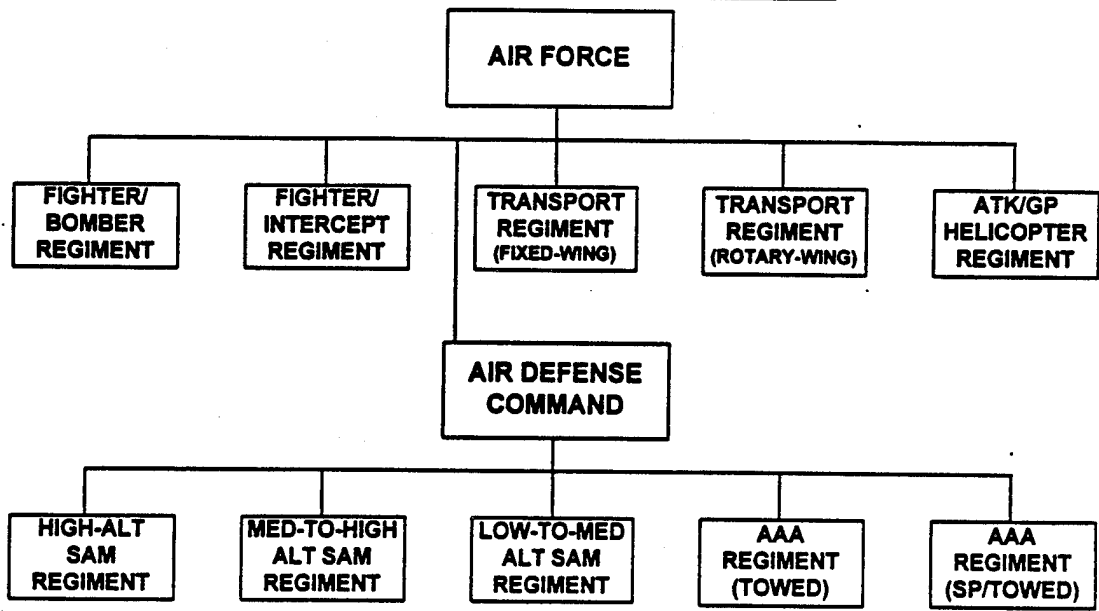 AIR FORCE
FIGHTER/
BOMBER
REGIMENT
FIGHTER/
INTERCEPT
REGIMENT
TRANSPORT
REGIMENT
(FIXED-WING)
TRANSPORT
REGIMENT
(ROTARY-WING)
ATK/GP
HELICOPTER
REGIMENT
AIR DEFENSE
COMMAND
HIGH-ALT
SAM
REGIMENT
MED-TO-HIGH
ALT SAM
REGIMENT
LOW-TO-MED
ALT SAM
REGIMENT
AAA
REGIMENT
(TOWED)
AAA
REGIMENT
(SP/TOWED)